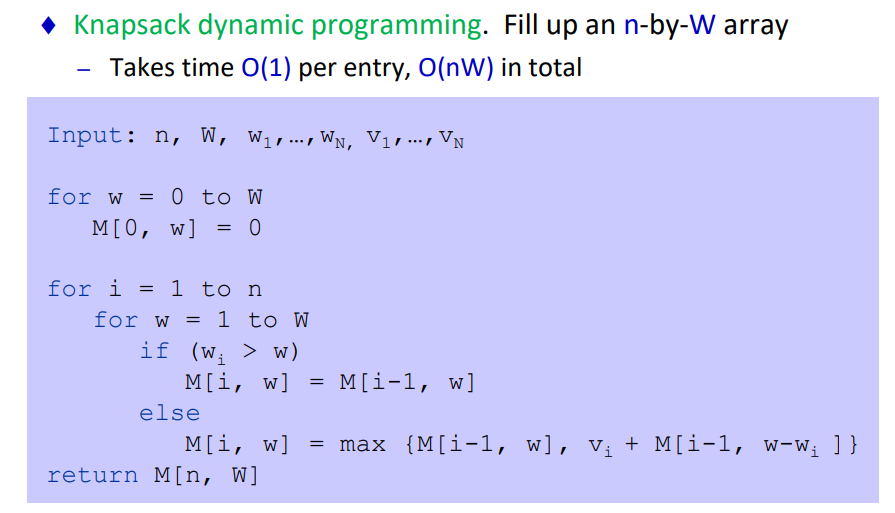 ♦ Knapsack dynamic programming. Fill up an n-by-W array
– Takes time O(1) per entry, O(nW) in total
Input: n, W, w₁,…,w_N, v₁,…,v_N
for w = 0 to W
M[0, w] = 0
for i = 1 to n
for w = 1 to W
if (wᵢ > w)
M[i, w] = M[i-1, w]
else
M[i, w] = max {M[i-1, w], vᵢ + M[i-1, w-wᵢ ]}
return M[n, W]